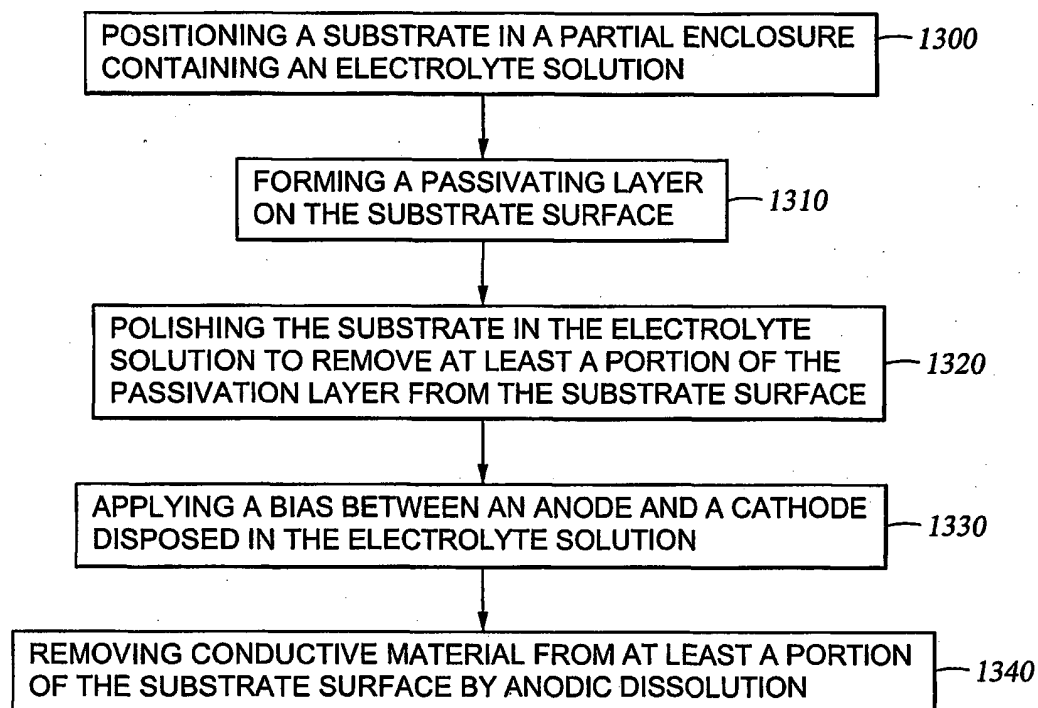 POSITIONING A SUBSTRATE IN A PARTIAL ENCLOSURE
CONTAINING AN ELECTROLYTE SOLUTION
1300
FORMING A PASSIVATING LAYER
ON THE SUBSTRATE SURFACE
1310
POLISHING THE SUBSTRATE IN THE ELECTROLYTE
SOLUTION TO REMOVE AT LEAST A PORTION OF THE
PASSIVATION LAYER FROM THE SUBSTRATE SURFACE
1320
APPLYING A BIAS BETWEEN AN ANODE AND A CATHODE
DISPOSED IN THE ELECTROLYTE SOLUTION
1330
REMOVING CONDUCTIVE MATERIAL FROM AT LEAST A PORTION
OF THE SUBSTRATE SURFACE BY ANODIC DISSOLUTION
1340